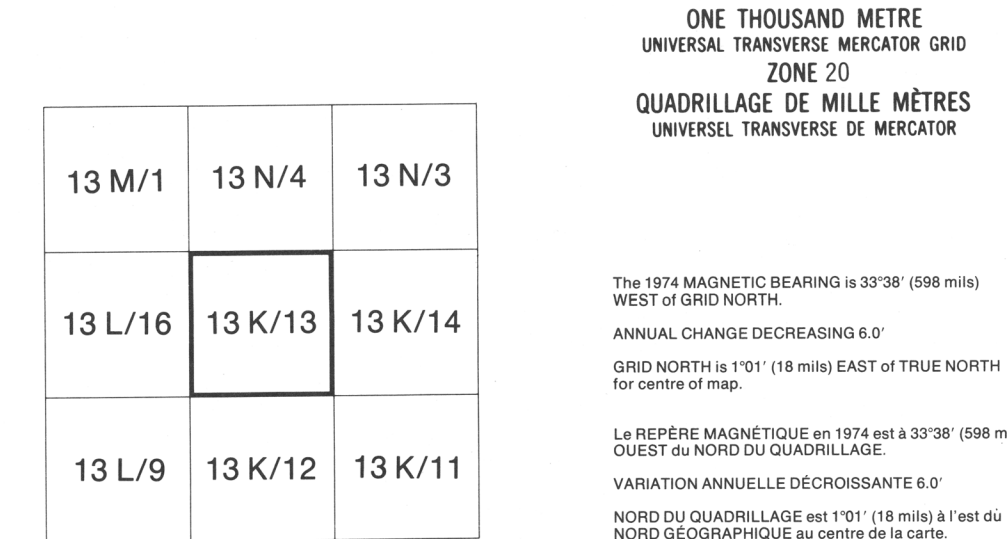 ONE THOUSAND METRE
UNIVERSAL TRANSVERSE MERCATOR GRID
ZONE 20
QUADRILLAGE DE MILLE MÈTRES
UNIVERSEL TRANSVERSE DE MERCATOR
13 M/1 13 N/4 13 N/3
13 L/16 13 K/13 13 K/14
13 L/9 13 K/12 13 K/11
The 1974 MAGNETIC BEARING is 33°38′ (598 mils)
WEST of GRID NORTH.
ANNUAL CHANGE DECREASING 6.0′
GRID NORTH is 1°01′ (18 mils) EAST of TRUE NORTH
for centre of map.
Le REPÈRE MAGNÉTIQUE en 1974 est à 33°38′ (598 m
OUEST du NORD DU QUADRILLAGE.
VARIATION ANNUELLE DÉCROISSANTE 6.0′
NORD DU QUADRILLAGE est 1°01′ (18 mils) à l'est dù
NORD GÉOGRAPHIQUE au centre de la carte.